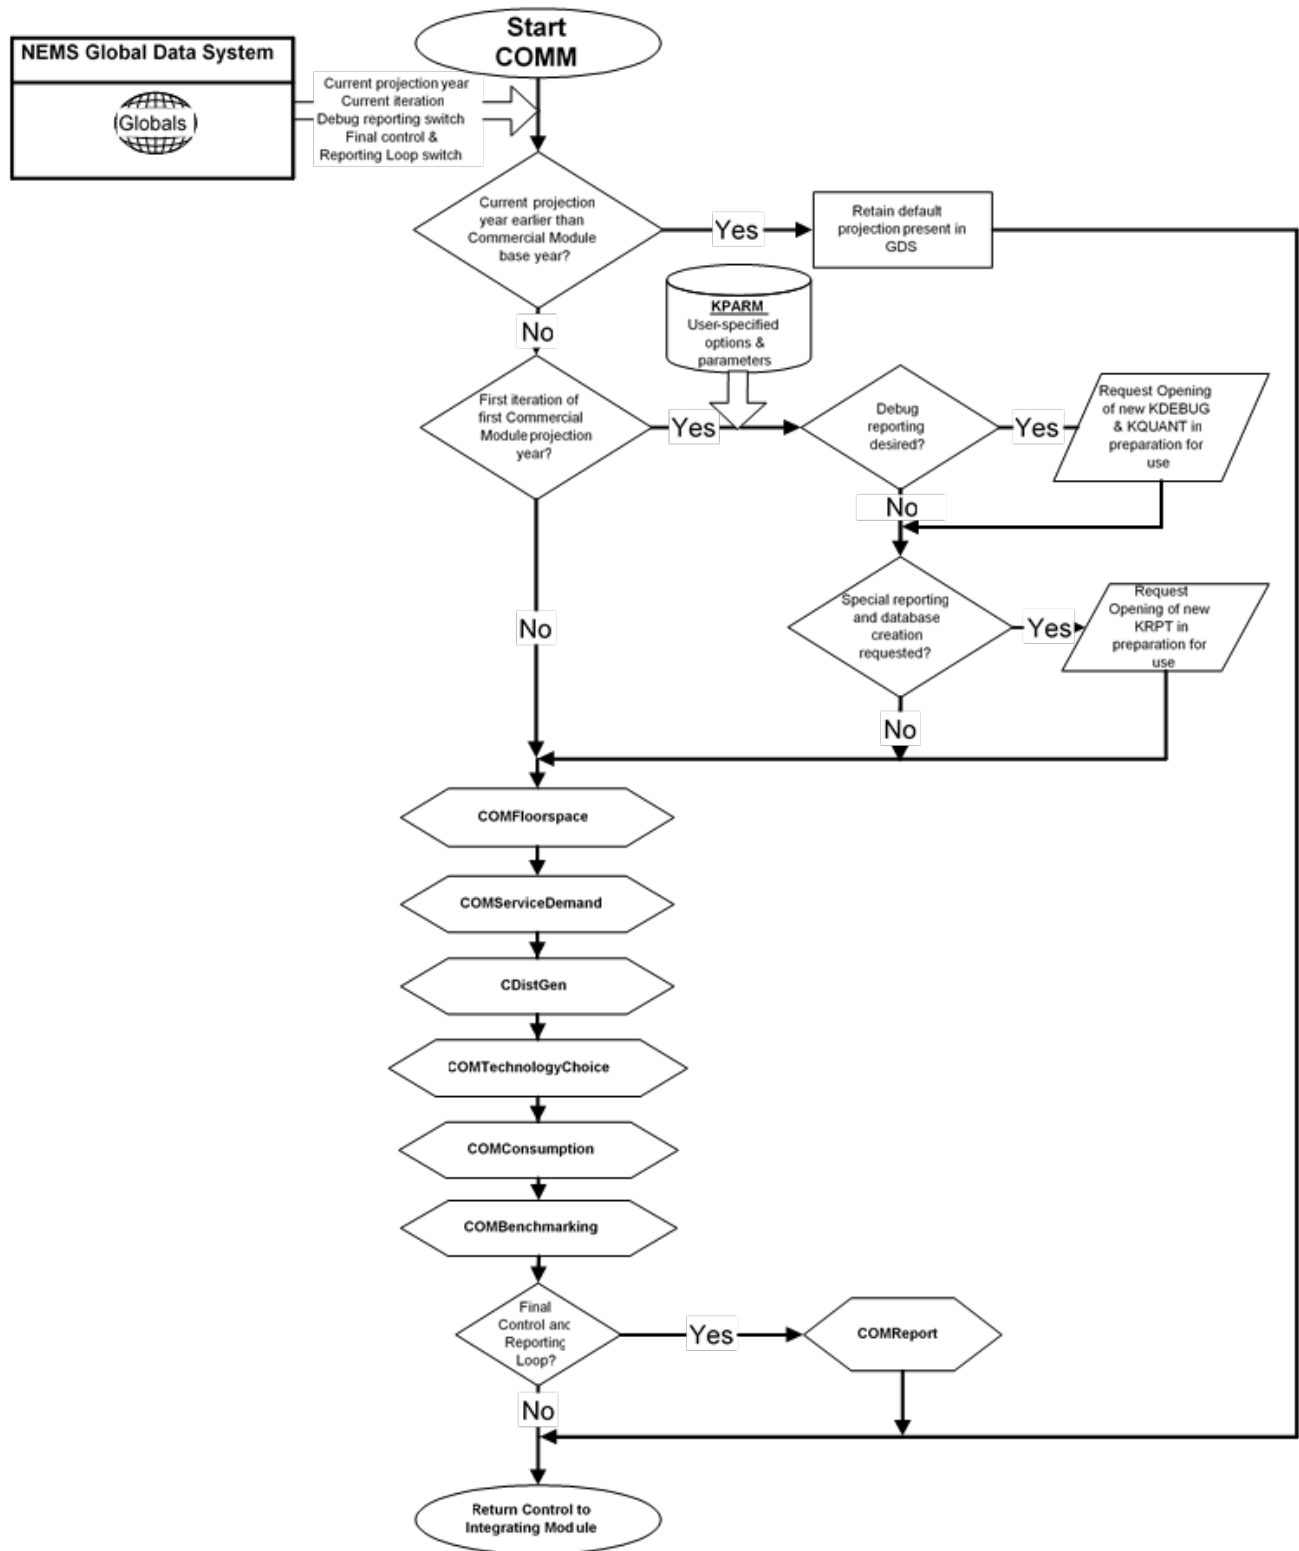 Start
COMM
NEMS Global Data System
Globals
Current projection year
Current iteration
Debug reporting switch
Final control &
Reporting Loop switch
Current projection
year earlier than
Commercial Module
base year?
Yes
Retain default
projection present in
GDS
No
KPARM
User-specified
options &
parameters
First iteration of
first Commercial
Module projection
year?
Yes
Debug
reporting
desired?
Yes
Request Opening
of new KDEBUG
& KQUANT in
preparation for
use
No
No
Special reporting
and database
creation
requested?
Yes
Request
Opening of new
KRPT in
preparation for
use
No
COMFloorspace
COMServiceDemand
CDistGen
COMTechnologyChoice
COMConsumption
COMBenchmarking
Final
Control and
Reporting
Loop?
Yes
COMReport
No
Return Control to
Integrating Module